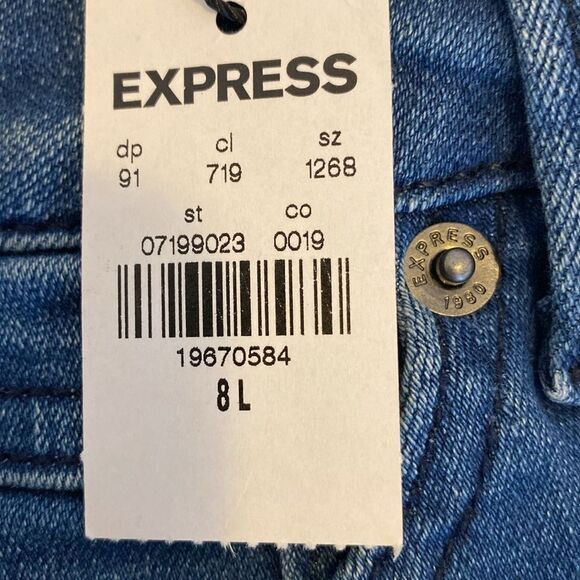 EXPRESS
dp cl sz
91 719 1268
st co
07199023 0019
19670584
8 L
EXPRESS
1980